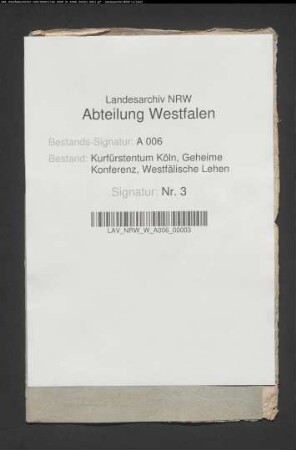 Landesarchiv NRW
Abteilung Westfalen
Bestands-Signatur: A 006
Bestand: Kurfürstentum Köln, Geheime
Konferenz, Westfälische Lehen
Signatur: Nr. 3
LAV_NRW_W_A006_00003